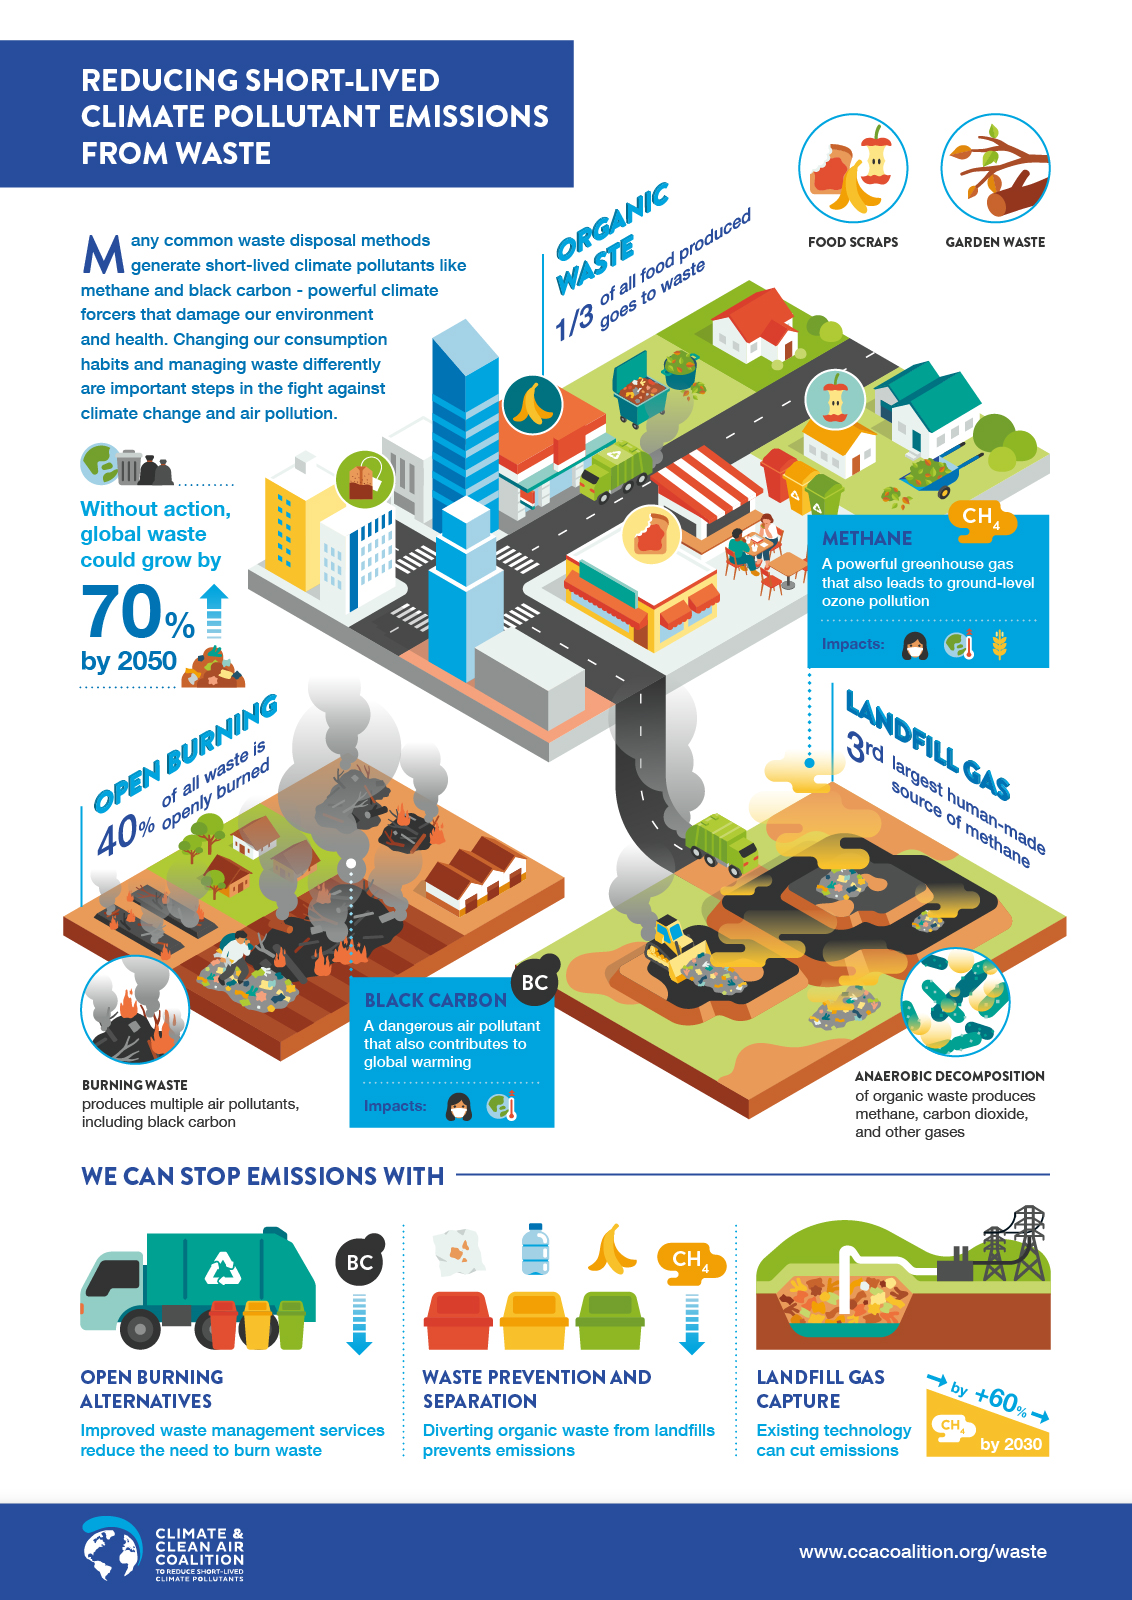 REDUCING SHORT-LIVED
CLIMATE POLLUTANT EMISSIONS
FROM WASTE
Many common waste disposal methods
generate short-lived climate pollutants like
methane and black carbon - powerful climate
forcers that damage our environment
and health. Changing our consumption
habits and managing waste differently
are important steps in the fight against
climate change and air pollution.
Without action,
global waste
could grow by
70%
by 2050
ORGANIC
WASTE
1/3 of all food produced
goes to waste
FOOD SCRAPS
GARDEN WASTE
CH4
METHANE
A powerful greenhouse gas
that also leads to ground-level
ozone pollution
Impacts:
OPEN BURNING
40% of all waste is
openly burned
LANDFILL GAS
3rd largest human-made
source of methane
BURNING WASTE
produces multiple air pollutants,
including black carbon
BC
BLACK CARBON
A dangerous air pollutant
that also contributes to
global warming
Impacts:
ANAEROBIC DECOMPOSITION
of organic waste produces
methane, carbon dioxide,
and other gases
WE CAN STOP EMISSIONS WITH
BC
OPEN BURNING
ALTERNATIVES
Improved waste management services
reduce the need to burn waste
CH4
WASTE PREVENTION AND
SEPARATION
Diverting organic waste from landfills
prevents emissions
LANDFILL GAS
CAPTURE
Existing technology
can cut emissions
by +60%
CH4
by 2030
CLIMATE &
CLEAN AIR
COALITION
TO REDUCE SHORT-LIVED
CLIMATE POLLUTANTS
www.ccacoalition.org/waste